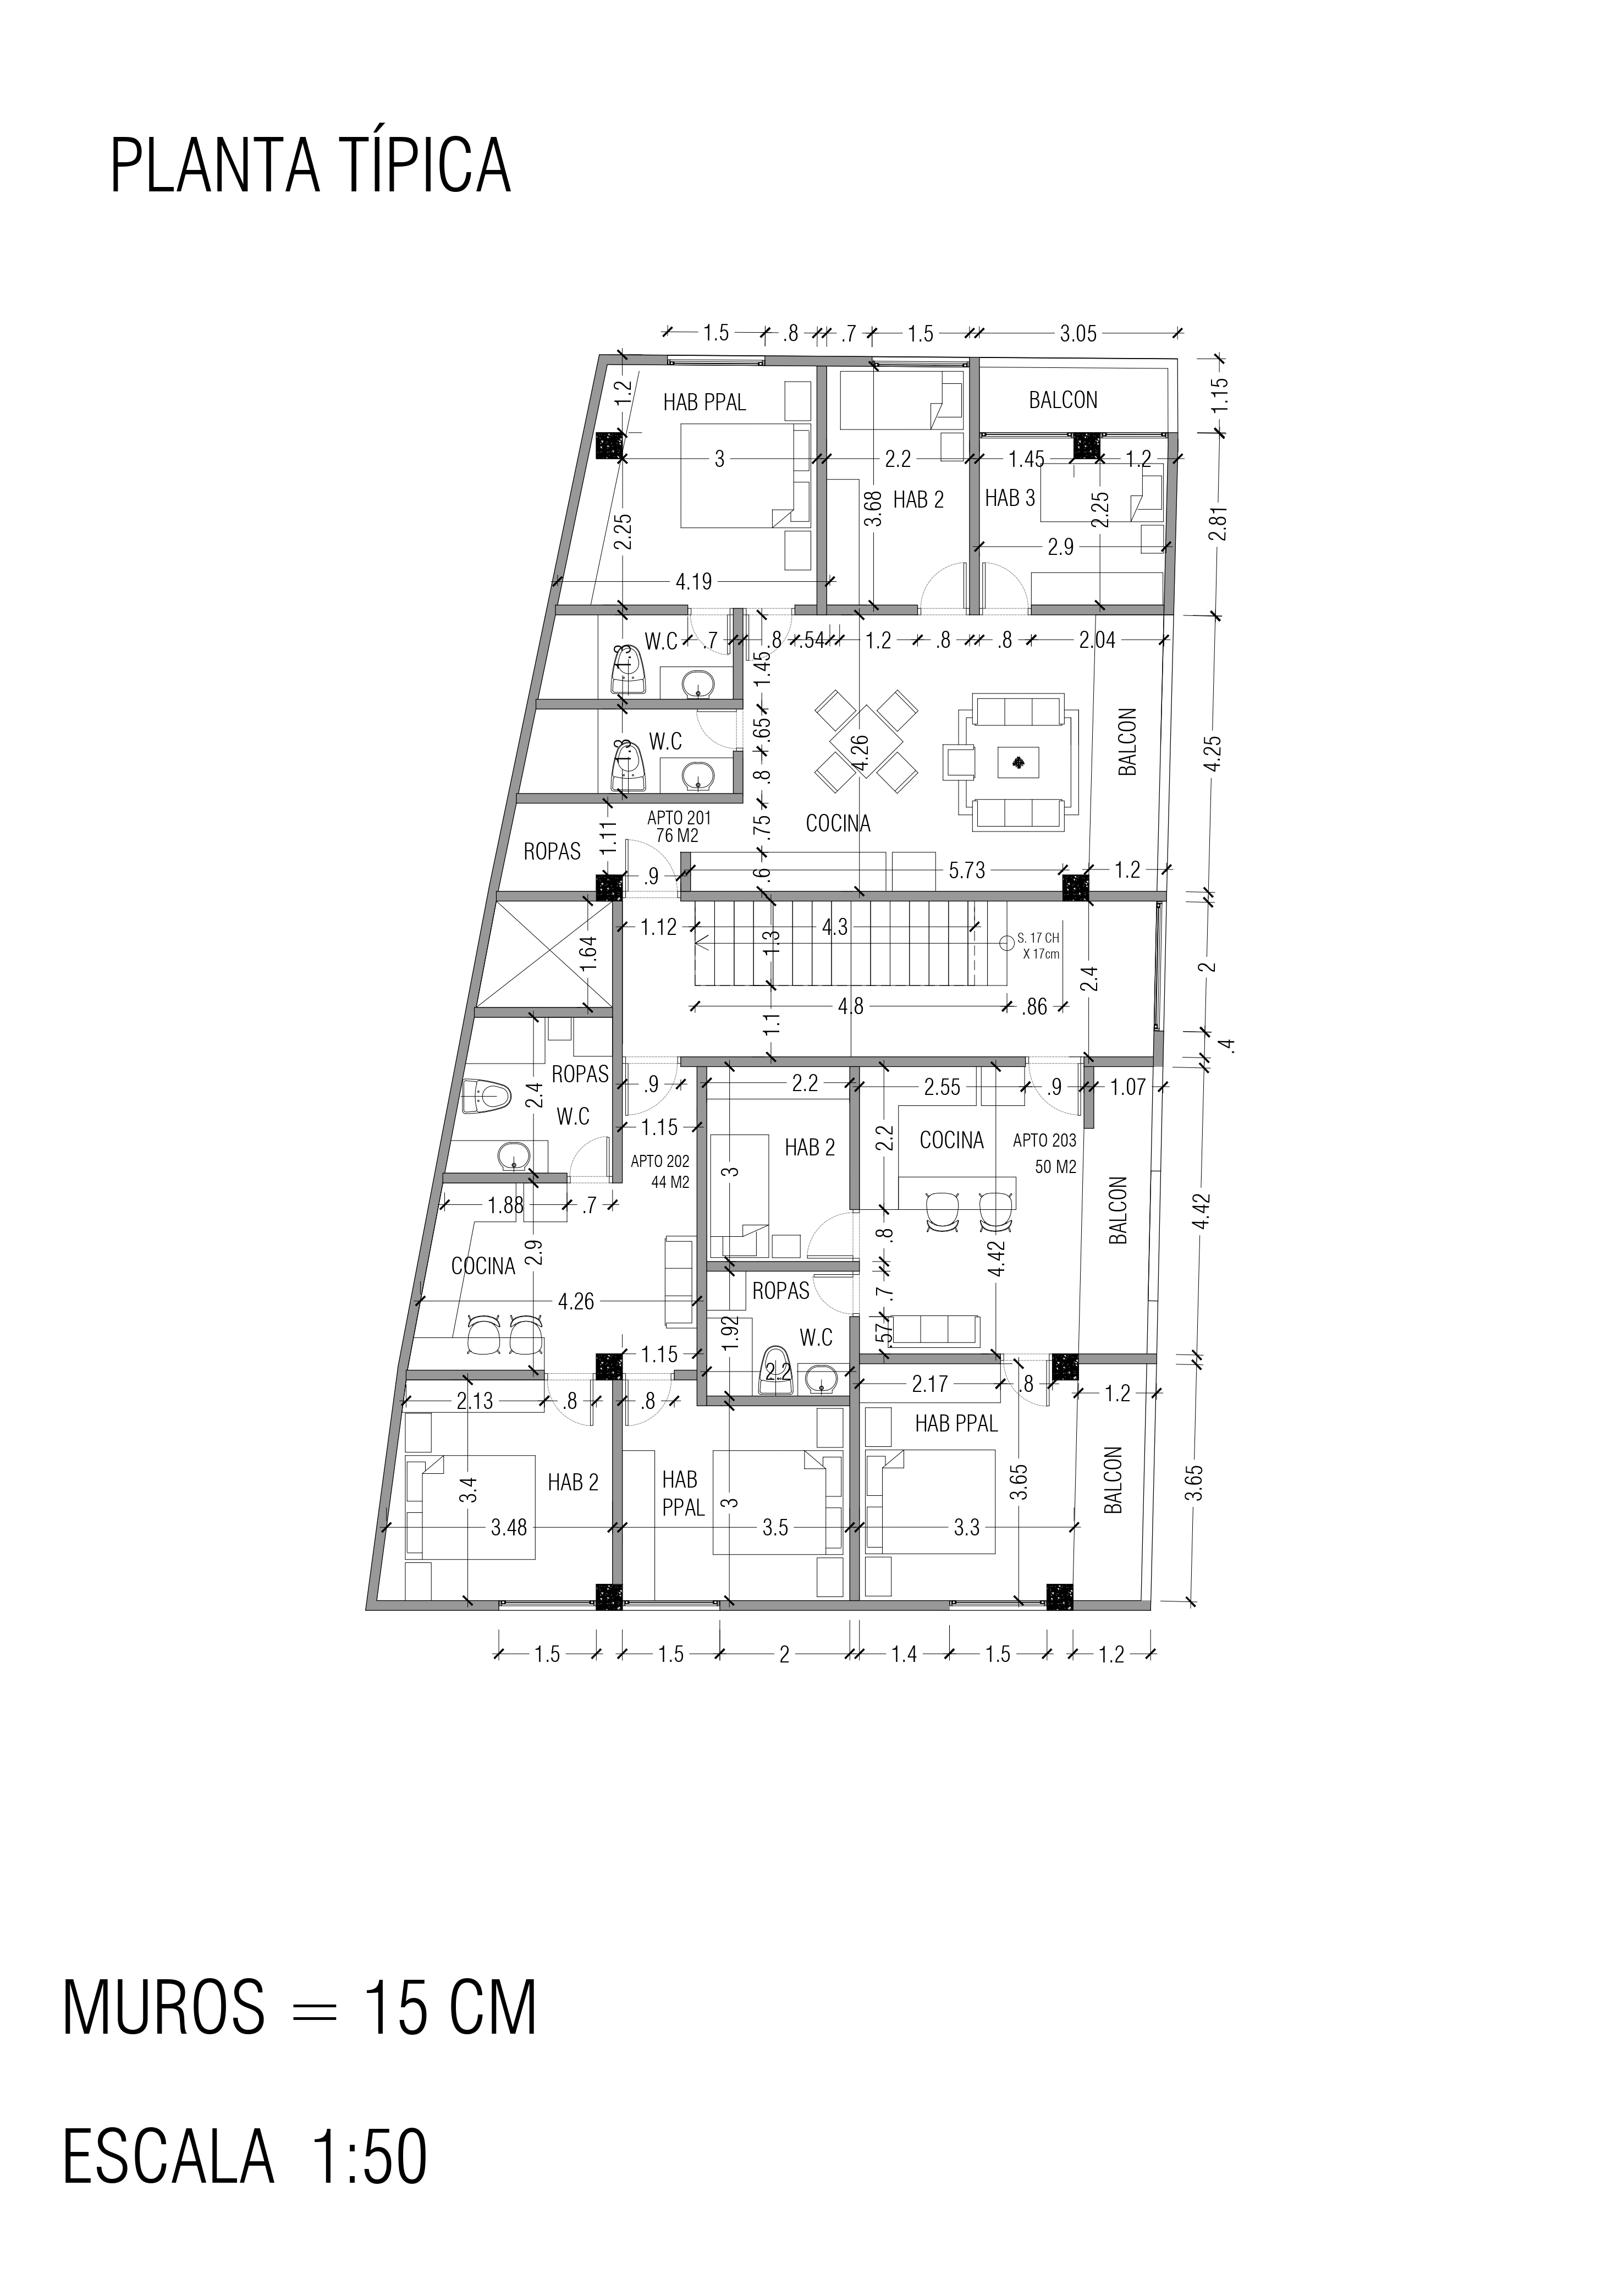 PLANTA TÍPICA
1.5 .8 .7 1.5 3.05
1.2
HAB PPAL
BALCON
1.15
3 2.2 1.45 1.2
HAB 2
HAB 3
3.68
2.25
2.25
2.81
2.9
4.19
W.C .7 .8 .54 1.2 .8 .8 2.04
1.3
1.45
W.C
1.3
.65
.8
4.26
BALCON
4.25
APTO 201
76 M2
COCINA
.75
1.11
ROPAS
.9 .6 5.73 1.2
1.12 4.3
1.3
S. 17 CH
X 17cm
1.64
2.4
2
4.8 .86
1.1
.4
ROPAS
.9 2.2 2.55 .9 1.07
2.4
W.C
1.15
HAB 2
2.2
COCINA
APTO 203
50 M2
APTO 202
44 M2
3
1.88 .7
BALCON
4.42
.8
4.42
2.9
COCINA
ROPAS
.7
4.26
1.92
W.C
.57
1.15
2.2
2.13 .8 .8 2.17 .8 1.2
HAB PPAL
HAB 2
HAB
PPAL
3.4
3
3.65
BALCON
3.65
3.48 3.5 3.3
1.5 1.5 2 1.4 1.5 1.2
MUROS = 15 CM
ESCALA 1:50